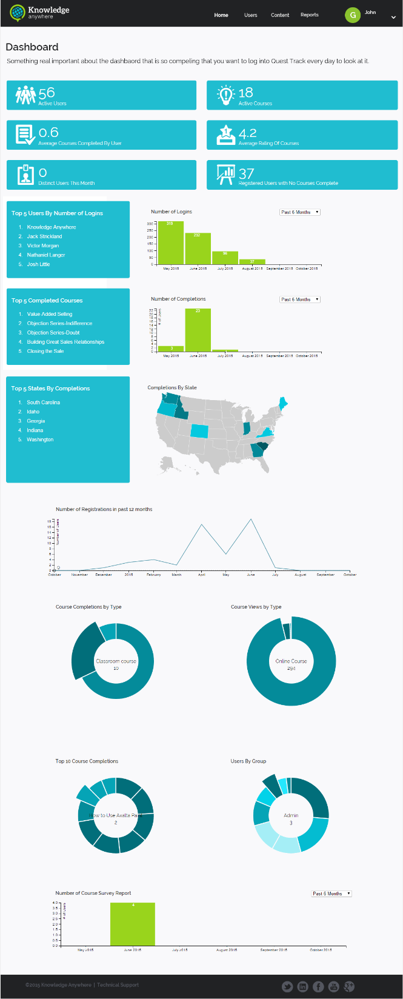 Knowledge
anywhere
Home Users Content Reports
G John
Dashboard
Something real important about the dashbaord that is so compeling that you want to log into Quest Track every day to look at it.
56
Active Users
18
Active Courses
0.6
Average Courses Completed By User
4.2
Average Rating Of Courses
0
Distinct Users This Month
37
Registered Users with No Courses Complete
Top 5 Users By Number of Logins
1. Knowledge Anywhere
2. Jack Strickland
3. Victor Morgan
4. Nathaniel Langer
5. Josh Little
Number of Logins
Past 6 Months
300
250
200
150
100
50
0
319
232
96
37
May 2015 June 2015 July 2015 August 2015 September 2015 October 2015
Top 5 Completed Courses
1. Value Added Selling
2. Objection Series-Indifference
3. Objection Series-Doubt
4. Building Great Sales Relationships
5. Closing the Sale
Number of Completions
Past 6 Months
# of Users
22
20
18
16
14
12
10
8
6
4
2
0
3
23
May 2015 June 2015 July 2015 August 2015 September 2015 October 2015
Top 5 States By Completions
1. South Carolina
2. Idaho
3. Georgia
4. Indiana
5. Washington
Completions By State
Number of Registrations in past 12 months
Number of Users
18
16
14
12
10
8
6
4
2
0
0
October November December 2015 February March April May June July August September October
Course Completions by Type
Classroom course
10
Course Views by Type
Online Course
294
Top 10 Course Completions
How to Use Axalta Paint
2
Users By Group
Admin
3
Number of Course Survey Report
Past 6 Months
# of Users
4.0
3.5
3.0
2.5
2.0
1.5
1.0
0.5
0.0
4
May 2015 June 2015 July 2015 August 2015 September 2015 October 2015
©2015 Knowledge Anywhere | Technical Support